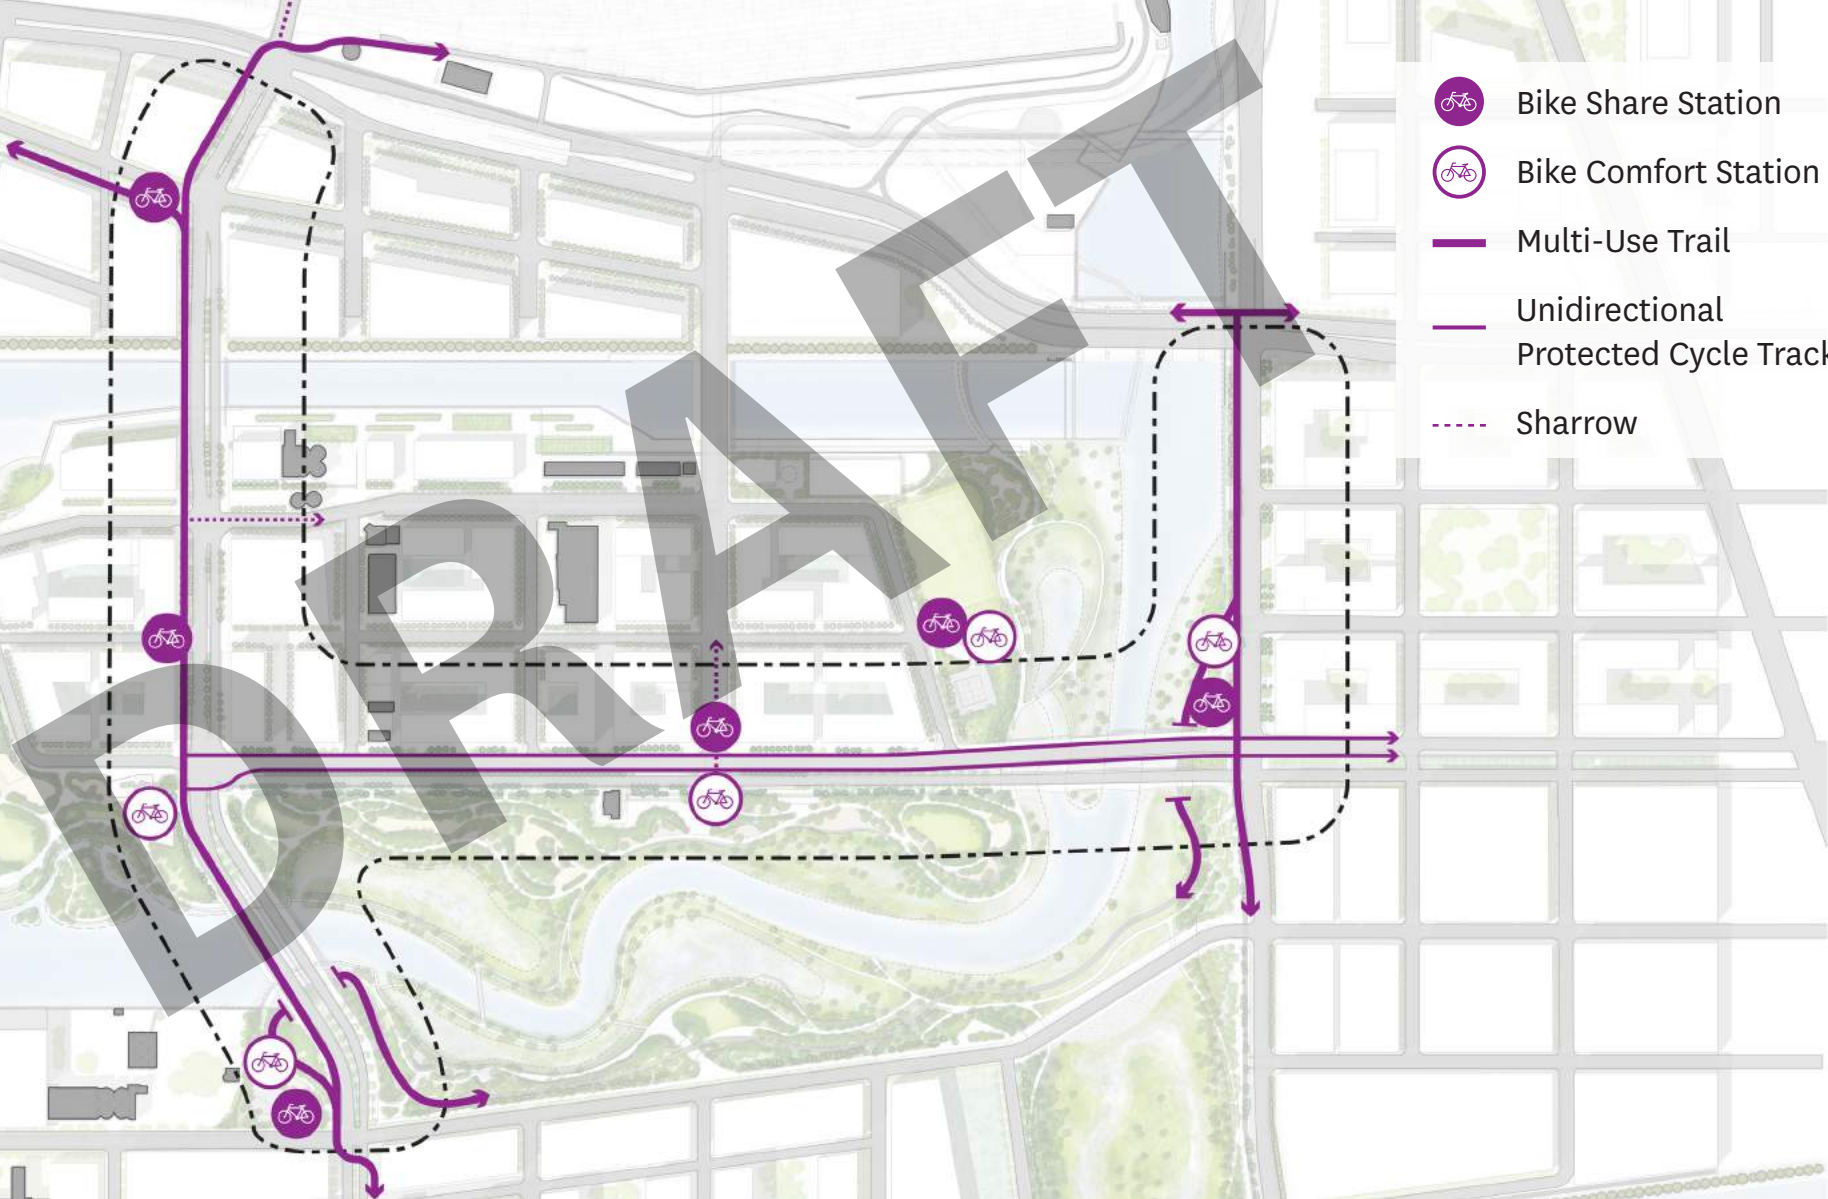 Bike Share Station
Bike Comfort Station
Multi-Use Trail
Unidirectional
Protected Cycle Track
Sharrow
DRAFT